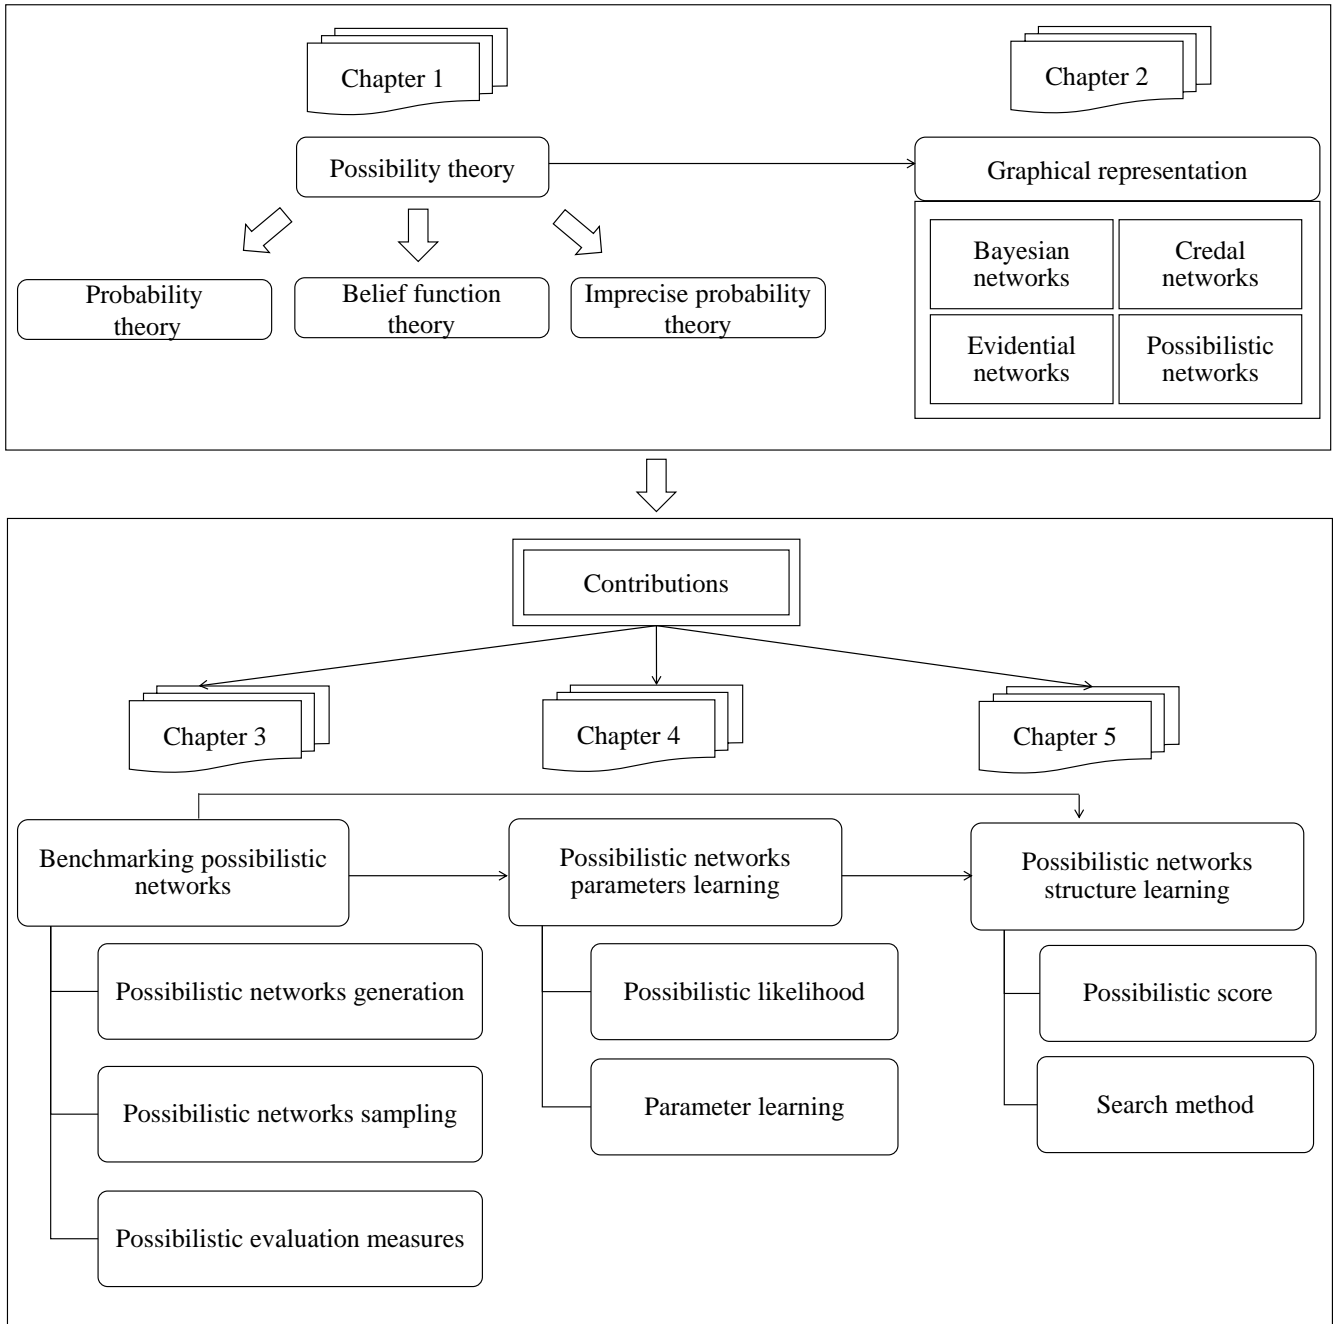 Chapter 1
Chapter 2
Possibility theory
Graphical representation
Probability
theory
Belief function
theory
Imprecise probability
theory
Bayesian
networks
Credal
networks
Evidential
networks
Possibilistic
networks
Contributions
Chapter 3
Chapter 4
Chapter 5
Benchmarking possibilistic
networks
Possibilistic networks
parameters learning
Possibilistic networks
structure learning
Possibilistic networks generation
Possibilistic likelihood
Possibilistic score
Possibilistic networks sampling
Parameter learning
Search method
Possibilistic evaluation measures